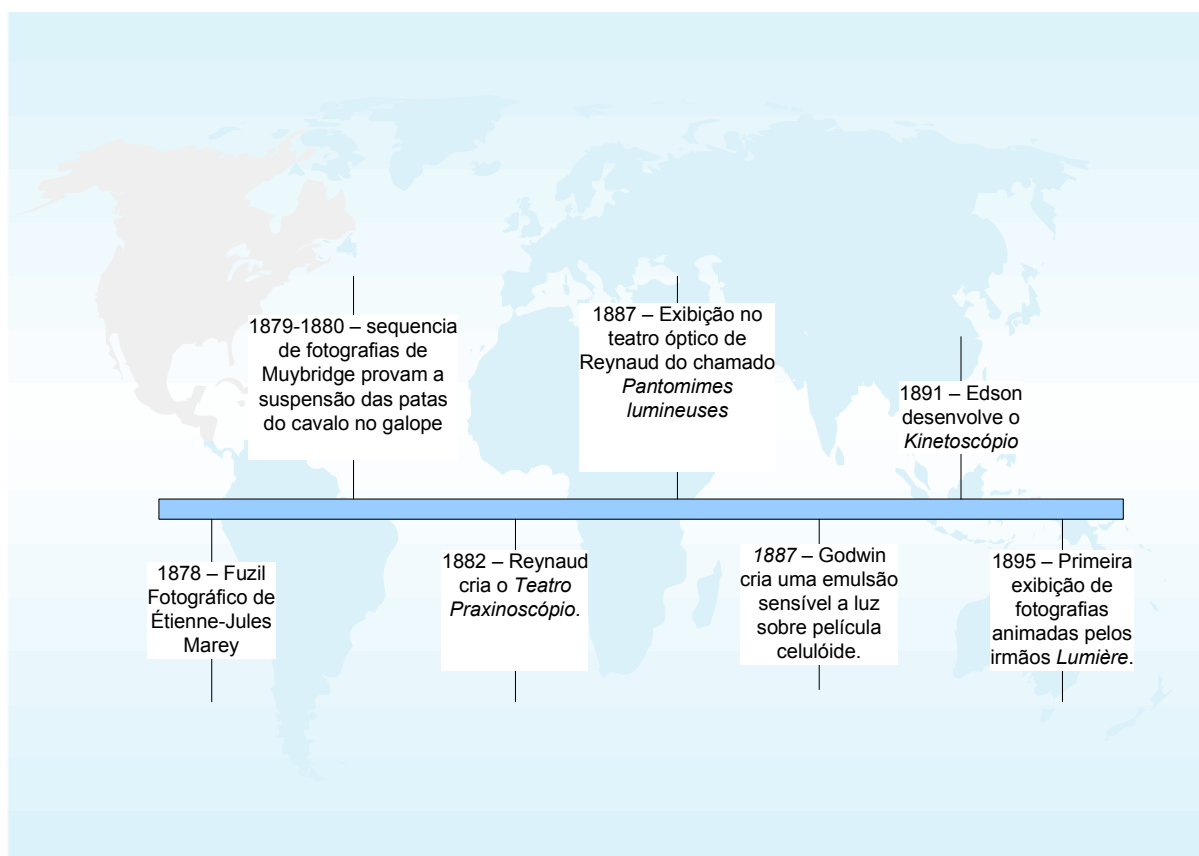 1879-1880 – sequencia
de fotografias de
Muybridge provam a
suspensão das patas
do cavalo no galope
1887 – Exibição no
teatro óptico de
Reynaud do chamado
Pantomimes
lumineuses
1891 – Edson
desenvolve o
Kinetoscópio
1878 – Fuzil
Fotográfico de
Étienne-Jules
Marey
1882 – Reynaud
cria o Teatro
Praxinoscópio.
1887 – Godwin
cria uma emulsão
sensível a luz
sobre película
celulóide.
1895 – Primeira
exibição de
fotografias
animadas pelos
irmãos Lumière.